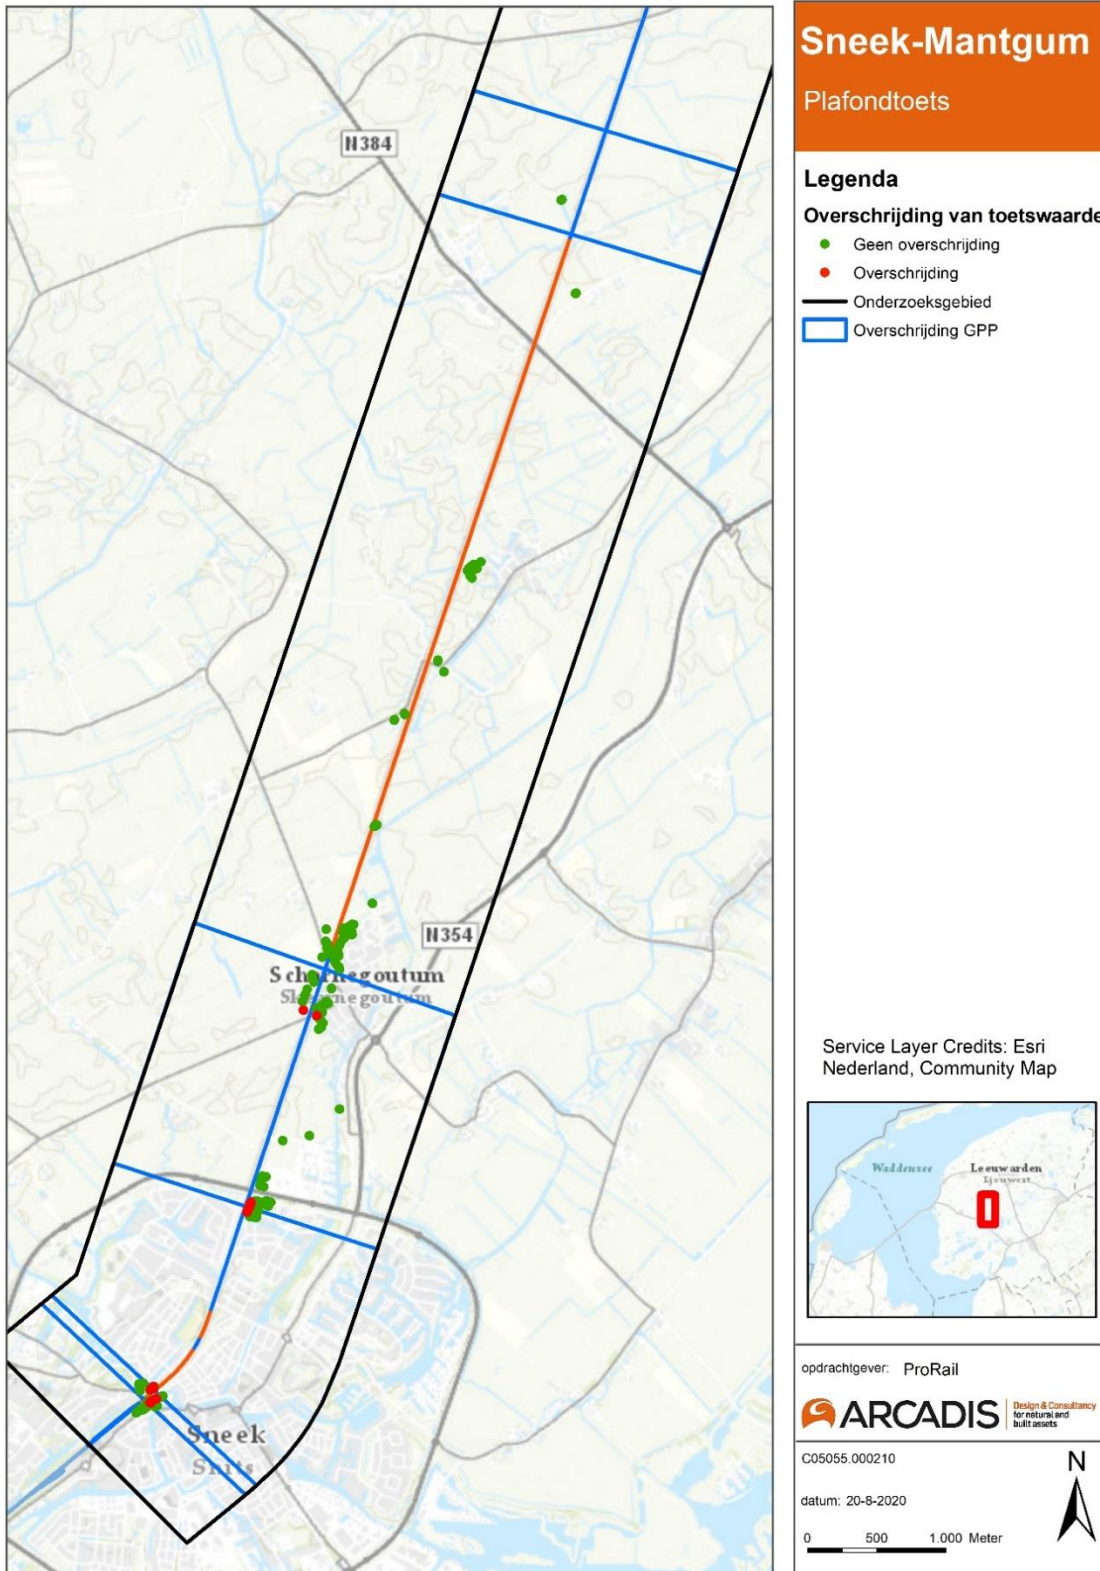 N384
N354
Scharnegoutum
Skearnegoutum
Sneek
Snits
Sneek-Mantgum
Plafondtoets
Legenda
Overschrijding van toetswaarde
Geen overschrijding
Overschrijding
Onderzoeksgebied
Overschrijding GPP
Service Layer Credits: Esri
Nederland, Community Map
Waddenzee
Leeuwarden
Ljouwert
opdrachtgever: ProRail
ARCADIS
Design & Consultancy
for natural and
built assets
C05055.000210
N
datum: 20-8-2020
0 500 1.000 Meter